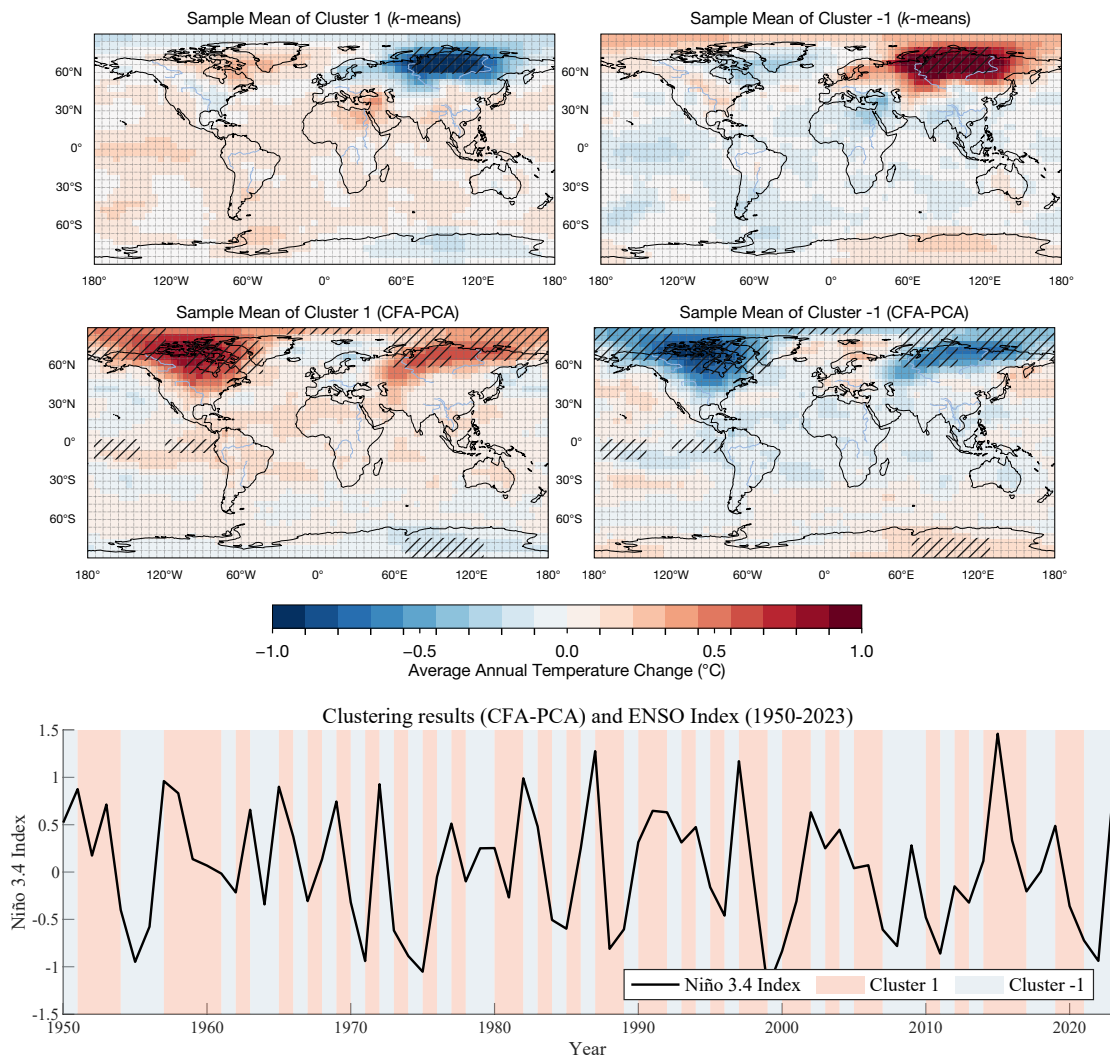 Sample Mean of Cluster 1 (k-means)
Sample Mean of Cluster -1 (k-means)
60°N
30°N
0°
30°S
60°S
180° 120°W 60°W 0° 60°E 120°E 180°
60°N
30°N
0°
30°S
60°S
180° 120°W 60°W 0° 60°E 120°E 180°
Sample Mean of Cluster 1 (CFA-PCA)
Sample Mean of Cluster -1 (CFA-PCA)
60°N
30°N
0°
30°S
60°S
180° 120°W 60°W 0° 60°E 120°E 180°
60°N
30°N
0°
30°S
60°S
180° 120°W 60°W 0° 60°E 120°E 180°
−1.0 −0.5 0.0 0.5 1.0
Average Annual Temperature Change (°C)
Clustering results (CFA-PCA) and ENSO Index (1950-2023)
Niño 3.4 Index
1.5
1
0.5
0
-0.5
-1
-1.5
Niño 3.4 Index Cluster 1 Cluster -1
1950 1960 1970 1980 1990 2000 2010 2020
Year